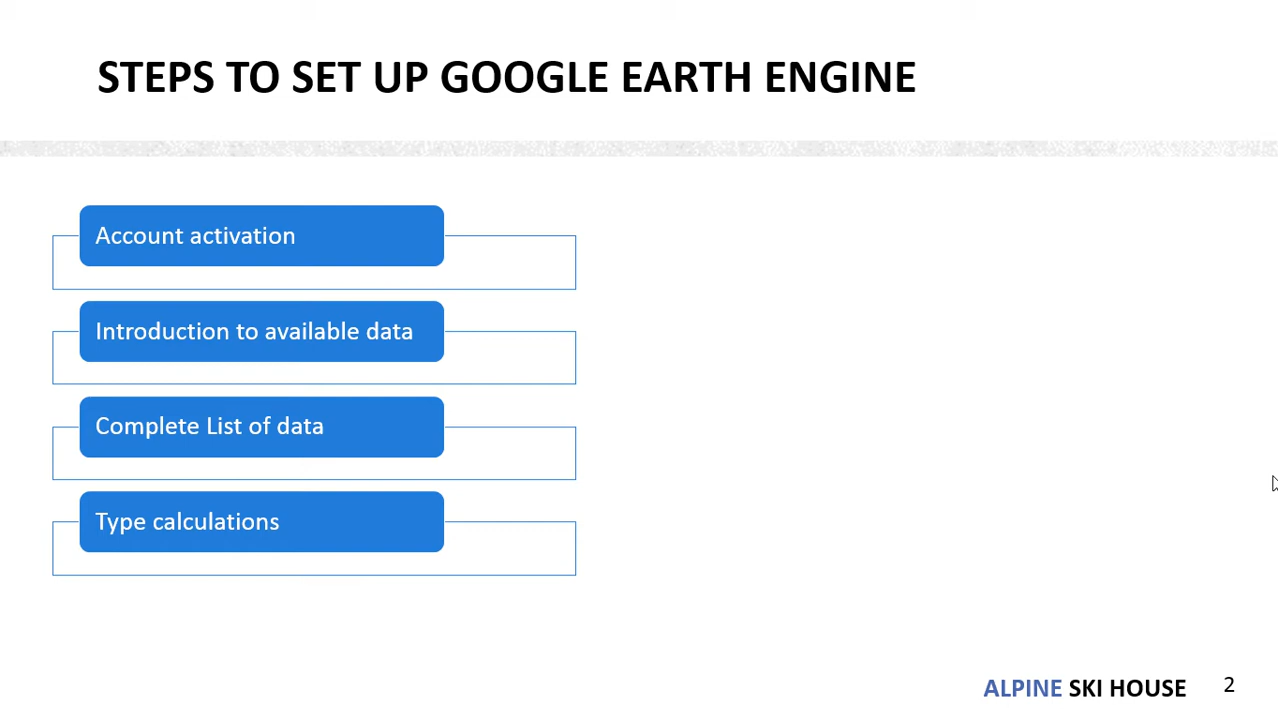 STEPS TO SET UP GOOGLE EARTH ENGINE
Account activation
Introduction to available data
Complete List of data
Type calculations
ALPINE SKI HOUSE 2